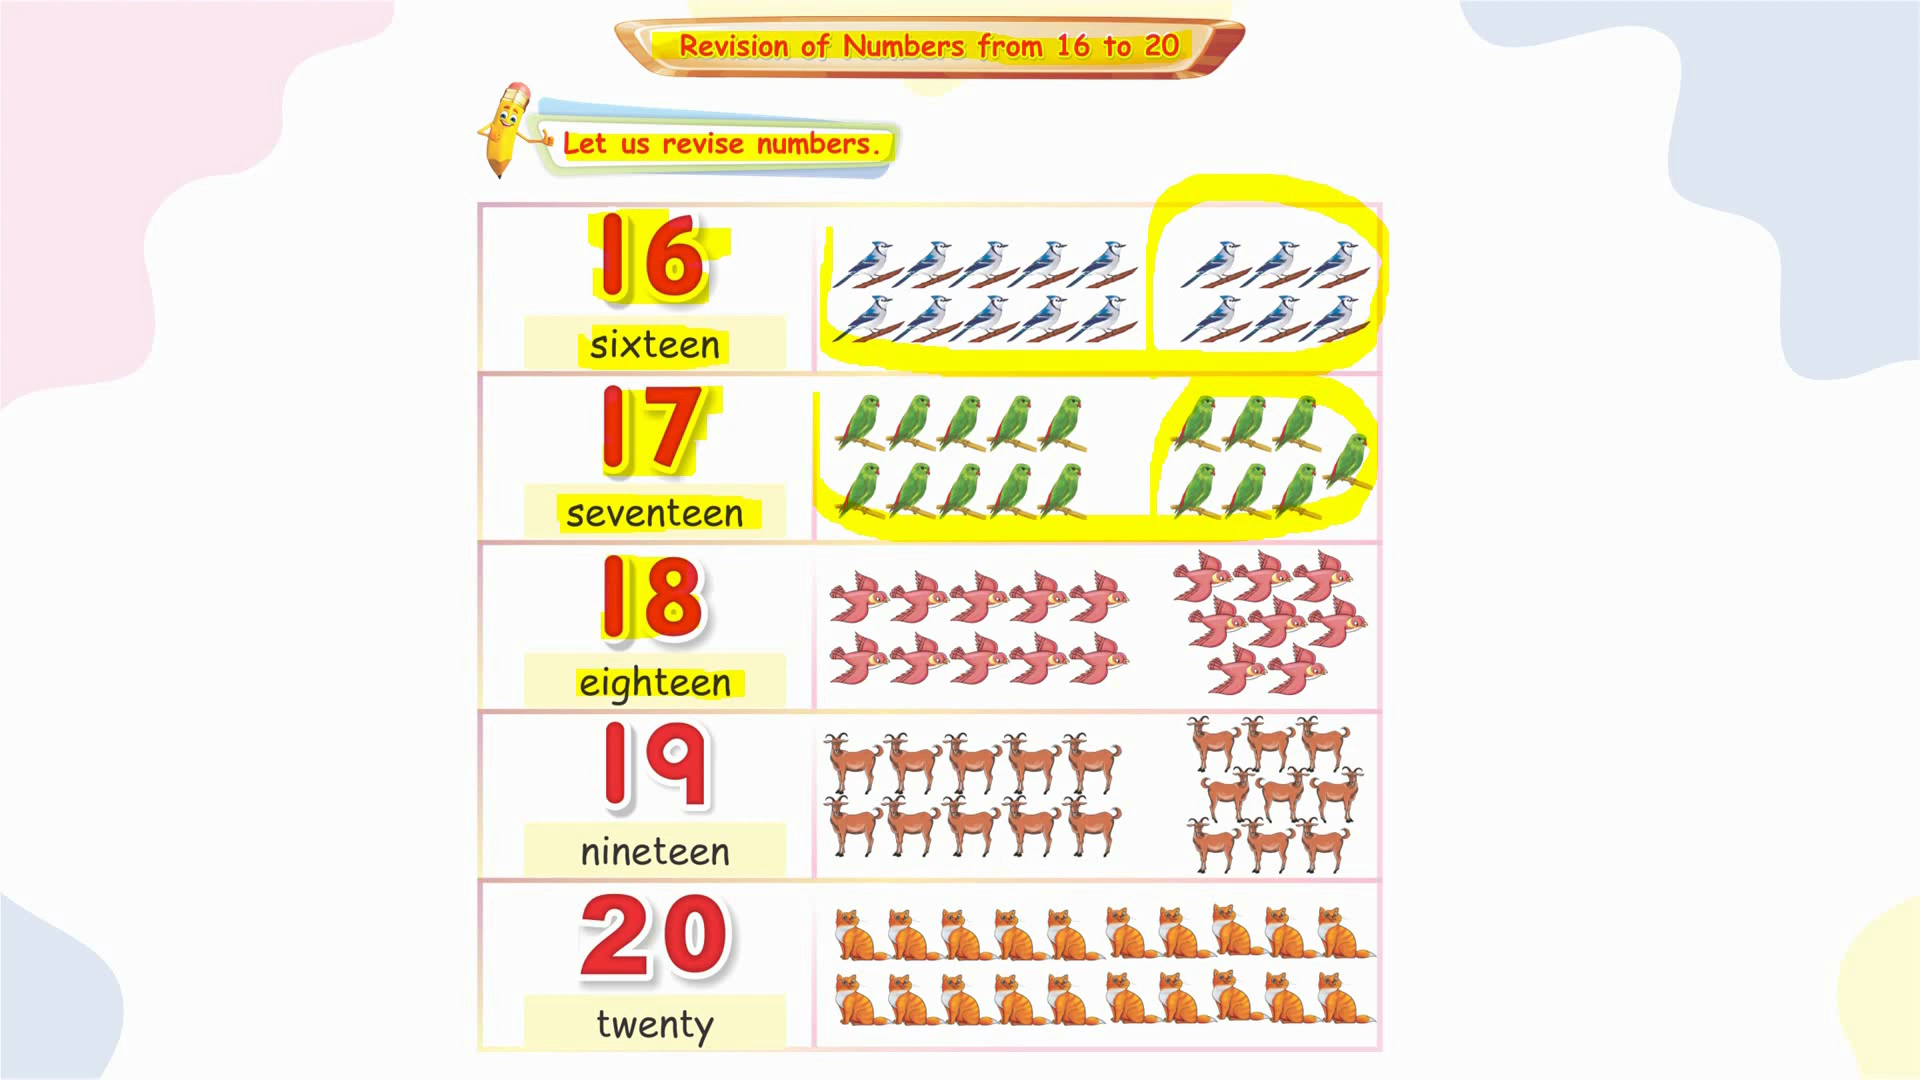 Revision of Numbers from 16 to 20
Let us revise numbers.
16
sixteen
17
seventeen
18
eighteen
19
nineteen
20
twenty